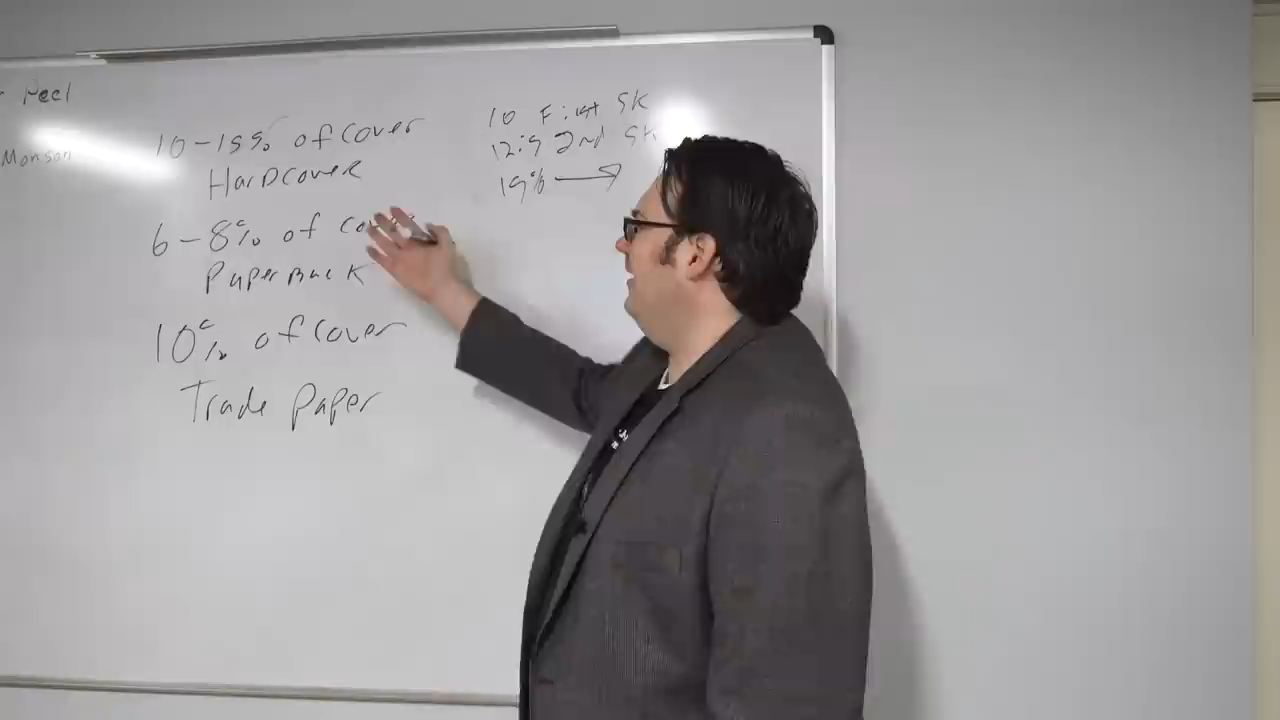 Peel
Monson
10-15% of cover
Hardcover
6-8% of
Paperback
10% of cover
Trade Paper
10 First 5K
12.5 2nd 5K
15% →